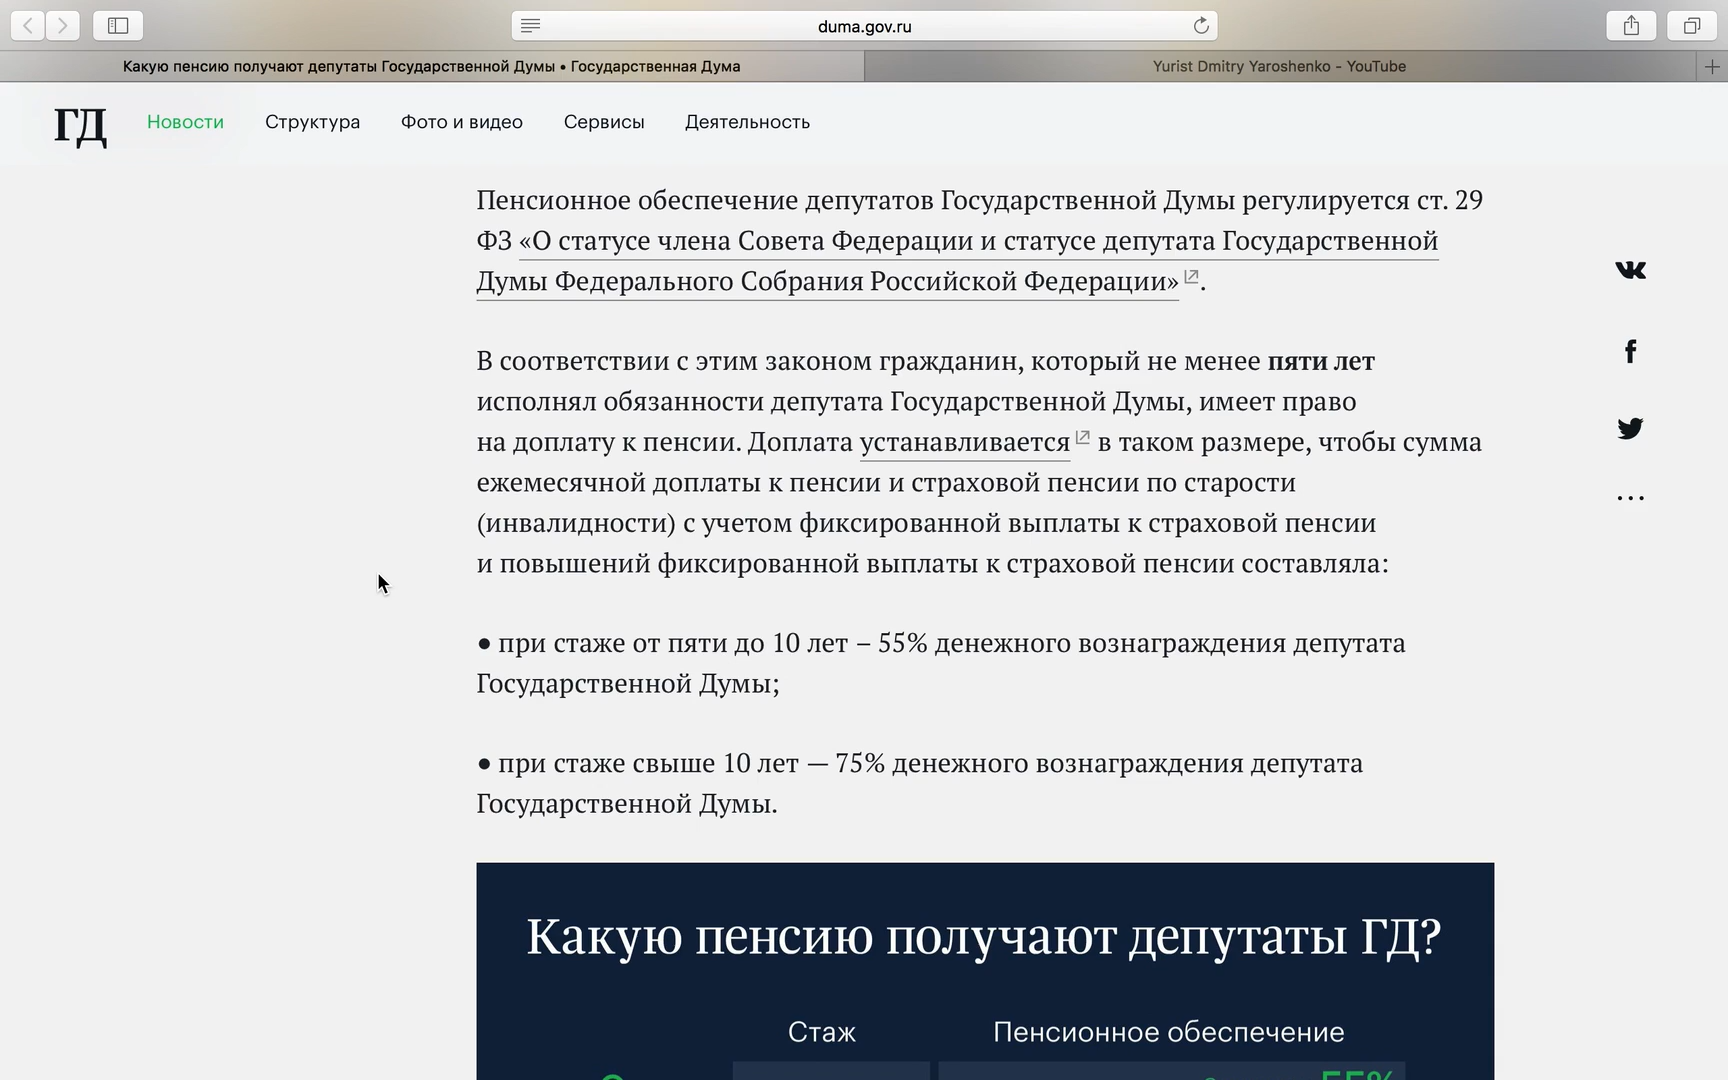 duma.gov.ru
Какую пенсию получают депутаты Государственной Думы • Государственная Дума
Yurist Dmitry Yaroshenko - YouTube
ГД
Новости
Структура
Фото и видео
Сервисы
Деятельность
Пенсионное обеспечение депутатов Государственной Думы регулируется ст. 29
ФЗ «О статусе члена Совета Федерации и статусе депутата Государственной
Думы Федерального Собрания Российской Федерации».
В соответствии с этим законом гражданин, который не менее пяти лет
исполнял обязанности депутата Государственной Думы, имеет право
на доплату к пенсии. Доплата устанавливается в таком размере, чтобы сумма
ежемесячной доплаты к пенсии и страховой пенсии по старости
(инвалидности) с учетом фиксированной выплаты к страховой пенсии
и повышений фиксированной выплаты к страховой пенсии составляла:
● при стаже от пяти до 10 лет – 55% денежного вознаграждения депутата
Государственной Думы;
● при стаже свыше 10 лет — 75% денежного вознаграждения депутата
Государственной Думы.
Какую пенсию получают депутаты ГД?
Стаж
Пенсионное обеспечение
55%